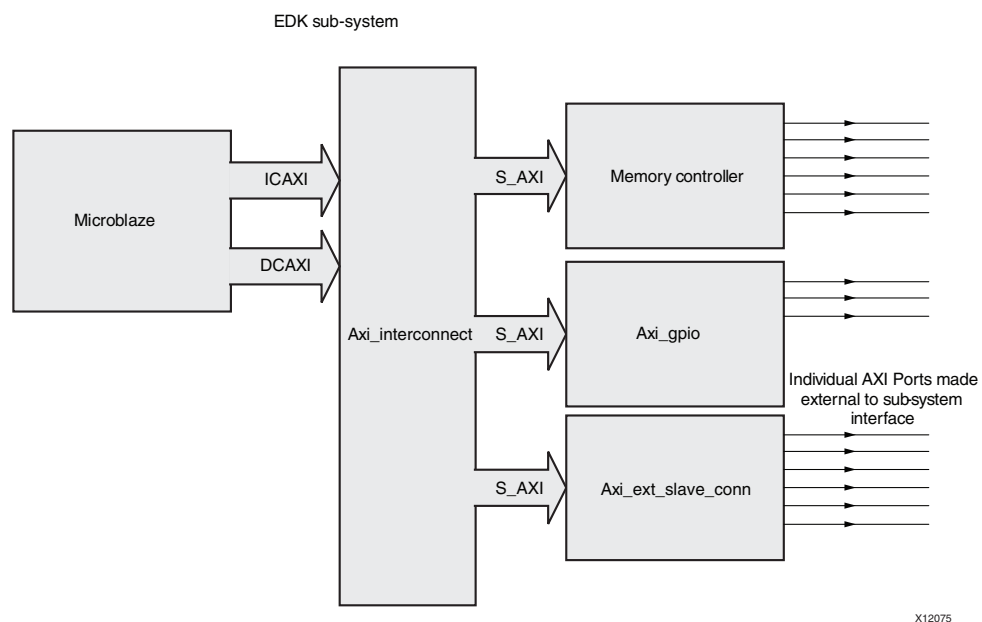 EDK sub-system
Microblaze
ICAXI
DCAXI
Axi_interconnect
S_AXI
Memory controller
S_AXI
Axi_gpio
Individual AXI Ports made
external to sub-system
interface
S_AXI
Axi_ext_slave_conn
X12075